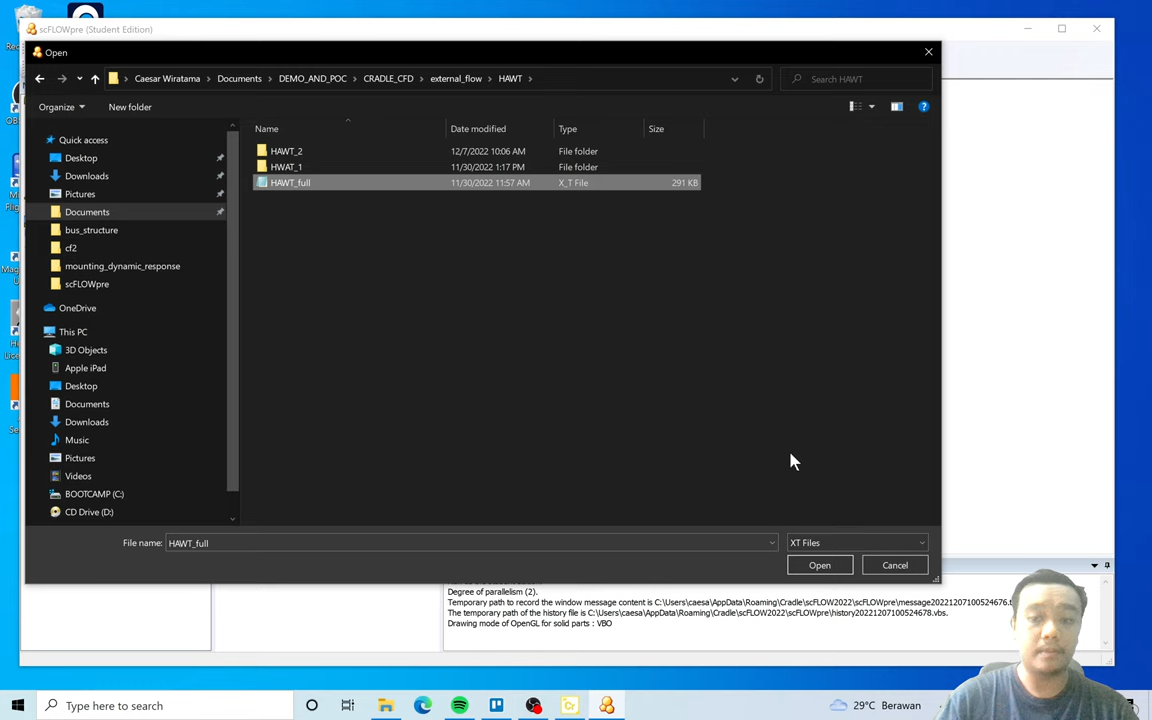 Rec
scFLOWpre (Student Edition)
Open
Caesar Wiratama > Documents > DEMO_AND_POC > CRADLE_CFD > external_flow > HAWT >
Search HAWT
Organize
New folder
Name
Date modified
Type
Size
Quick access
Desktop
Downloads
Pictures
Documents
bus_structure
cf2
mounting_dynamic_response
scFLOWpre
OneDrive
This PC
3D Objects
Apple iPad
Desktop
Documents
Downloads
Music
Pictures
Videos
BOOTCAMP (C:)
CD Drive (D:)
HAWT_2 12/7/2022 10:06 AM File folder
HWAT_1 11/30/2022 1:17 PM File folder
HAWT_full 11/30/2022 11:57 AM X_T File 291 KB
File name: HAWT_full
XT Files
Open
Cancel
Degree of parallelism (2).
Temporary path to record the window message content is C:\Users\caesa\AppData\Roaming\Cradle\scFLOW2022\scFLOWpre\message20221207100524676.t
The temporary path of the history file is C:\Users\caesa\AppData\Roaming\Cradle\scFLOW2022\scFLOWpre\history20221207100524678.vbs.
Drawing mode of OpenGL for solid parts : VBO
Type here to search
29°C Berawan